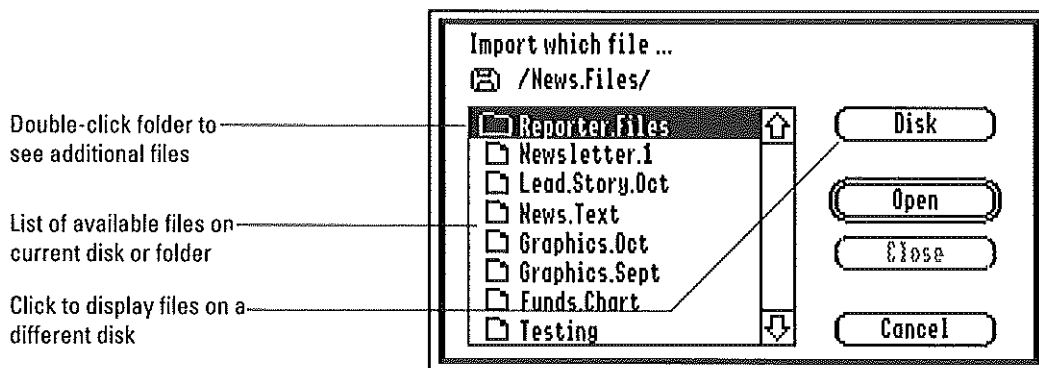 Import which file ...
/News.Files/
Double-click folder to
see additional files
List of available files on
current disk or folder
Click to display files on a
different disk
Reporter.Files
Newsletter.1
Lead.Story.Oct
News.Text
Graphics.Oct
Graphics.Sept
Funds.Chart
Testing
Disk
Open
Close
Cancel